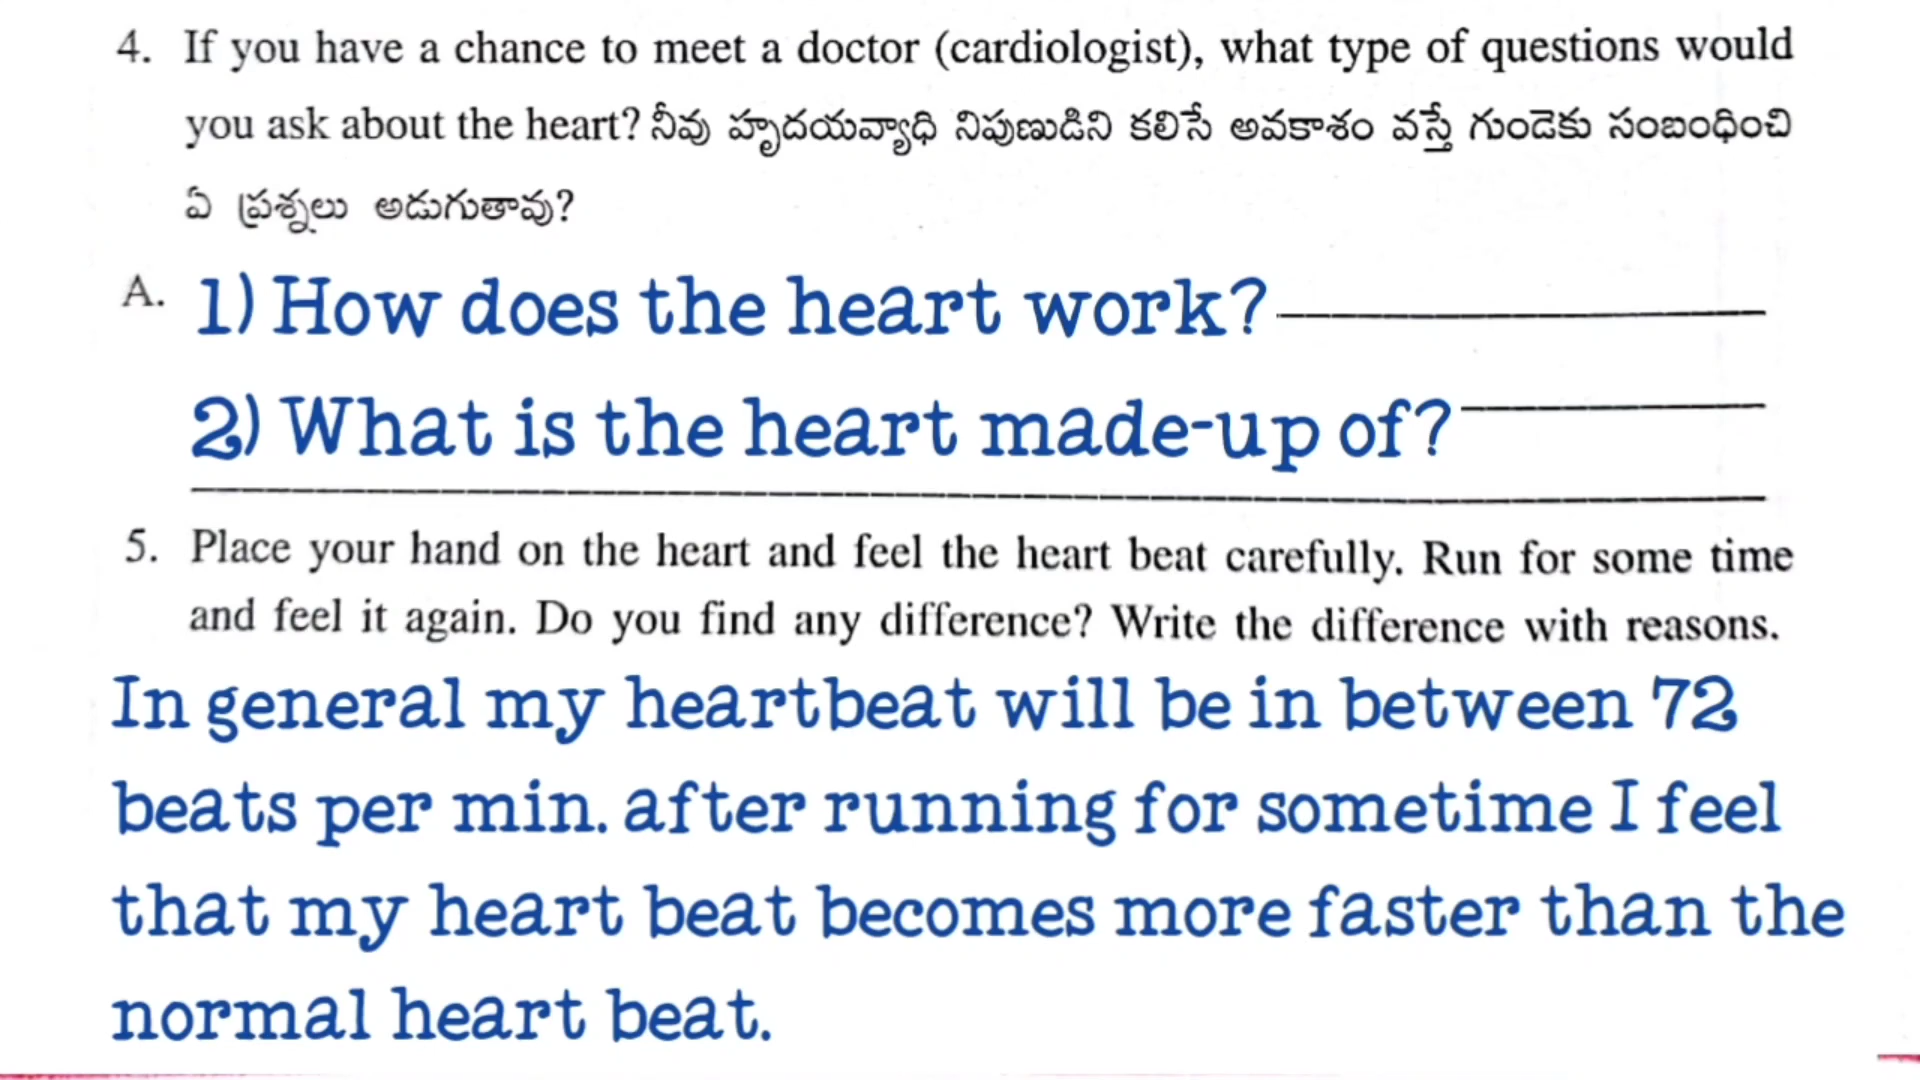 4. If you have a chance to meet a doctor (cardiologist), what type of questions would
you ask about the heart? నీవు హృదయవ్యాధి నిపుణుడిని కలిసే అవకాశం వస్తే గుండెకు సంబంధించి
ఏ ప్రశ్నలు అడుగుతావు?
A. 1) How does the heart work?
2) What is the heart made-up of?
5. Place your hand on the heart and feel the heart beat carefully. Run for some time
and feel it again. Do you find any difference? Write the difference with reasons.
In general my heartbeat will be in between 72
beats per min. after running for sometime I feel
that my heart beat becomes more faster than the
normal heart beat.